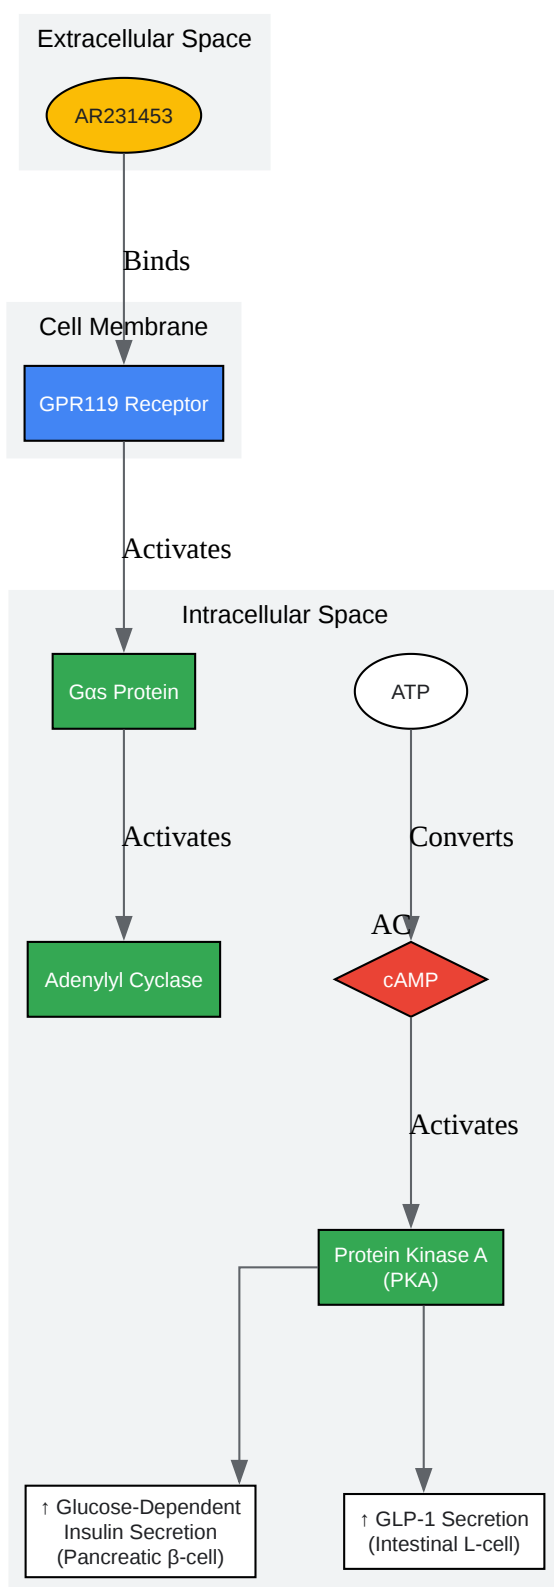 Extracellular Space
AR231453
Binds
Cell Membrane
GPR119 Receptor
Activates
Intracellular Space
Gαs Protein
ATP
Activates
Converts
AC
Adenylyl Cyclase
cAMP
Activates
Protein Kinase A
(PKA)
↑ Glucose-Dependent
Insulin Secretion
(Pancreatic β-cell)
↑ GLP-1 Secretion
(Intestinal L-cell)